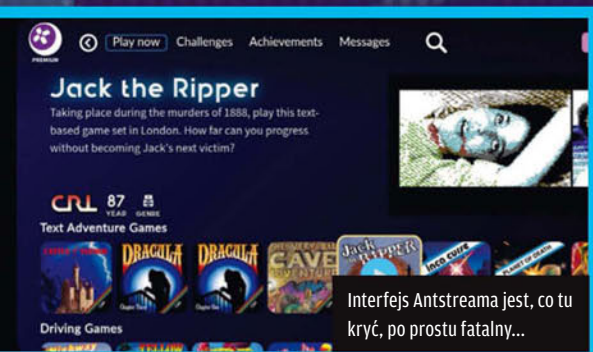 Play now Challenges Achievements Messages
PREMIUM
Jack the Ripper
Taking place during the murders of 1888, play this text-
based game set in London. How far can you progress
without becoming Jack's next victim?
CRL 87
YEAR GENRE
Text Adventure Games
DRACULA DRACULA CAVE ADVENTURE Jack the RIPPER Inca curse PLANET OF DEATH
Driving Games
Interfejs Antstreama jest, co tu
kryć, po prostu fatalny...